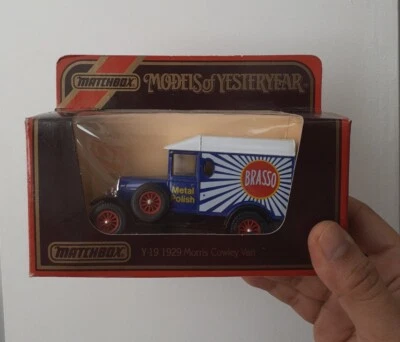 MATCHBOX MODELS of YESTERYEAR
Metal Polish
BRASSO
MATCHBOX Y-19 1929 Morris Cowley Van